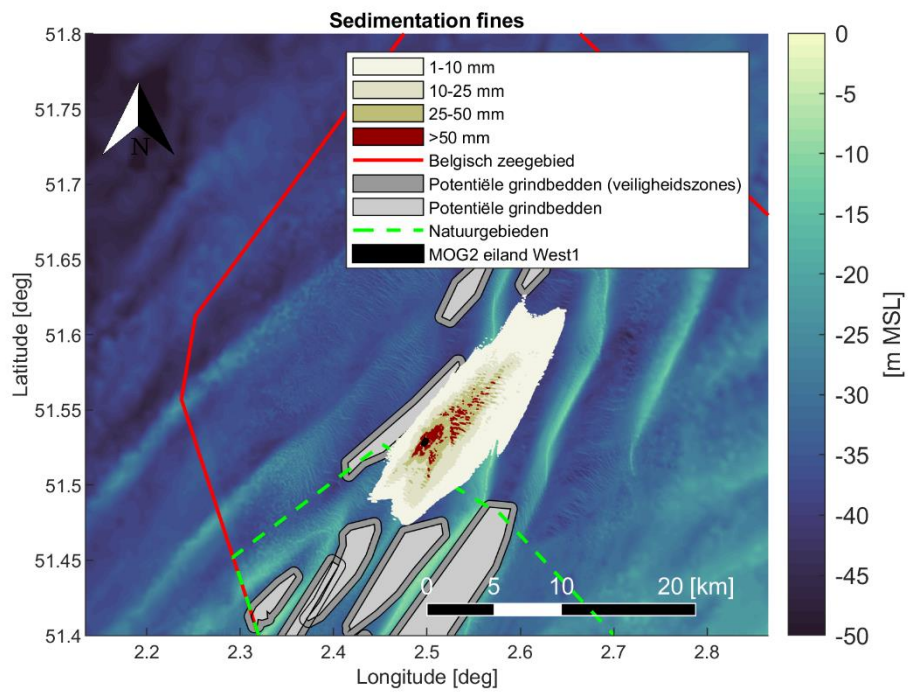 Sedimentation fines
1-10 mm
10-25 mm
25-50 mm
>50 mm
Belgisch zeegebied
Potentiële grindbedden (veiligheidszones)
Potentiële grindbedden
Natuurgebieden
MOG2 eiland West1
N
51.8
51.75
51.7
51.65
51.6
51.55
51.5
51.45
51.4
Latitude [deg]
2.2
2.3
2.4
2.5
2.6
2.7
2.8
Longitude [deg]
0
5
10
20 [km]
0
-5
-10
-15
-20
-25
-30
-35
-40
-45
-50
[m MSL]